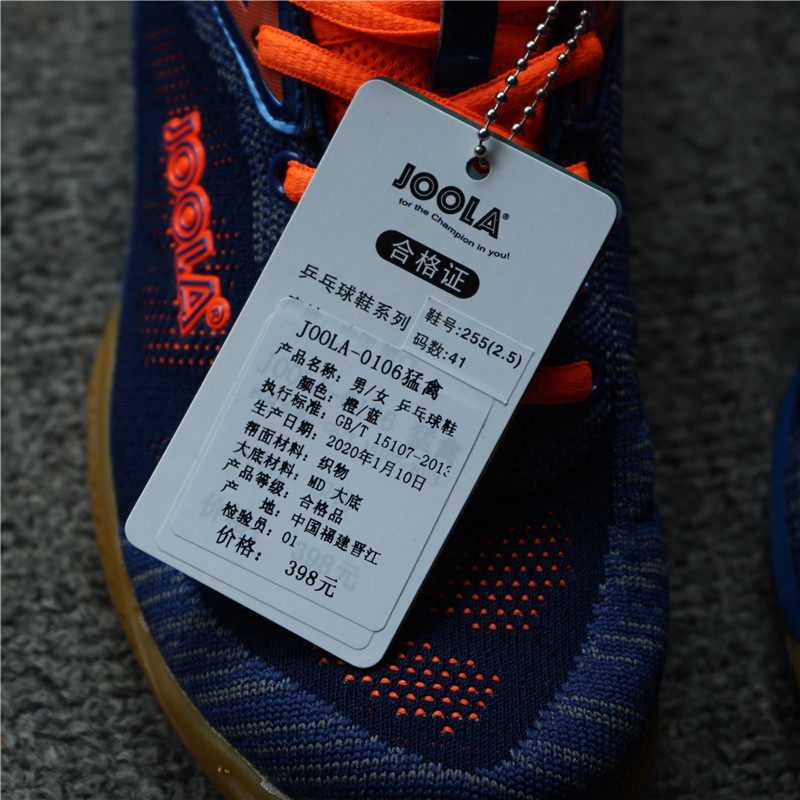 JOOLA
JOOLA®
for the Champion in you!
合格证
乒乓球鞋系列
鞋号:255(2.5)
码数:41
JOOLA-0106猛禽
产品名称: 男/女 乒乓球鞋
颜色: 橙/蓝
执行标准: GB/T 15107-2013
生产日期: 2020年1月10日
帮面材料: 织物
大底材料: MD 大底
产品等级: 合格品
产 地: 中国福建晋江
检验员: 01
价格: 398元